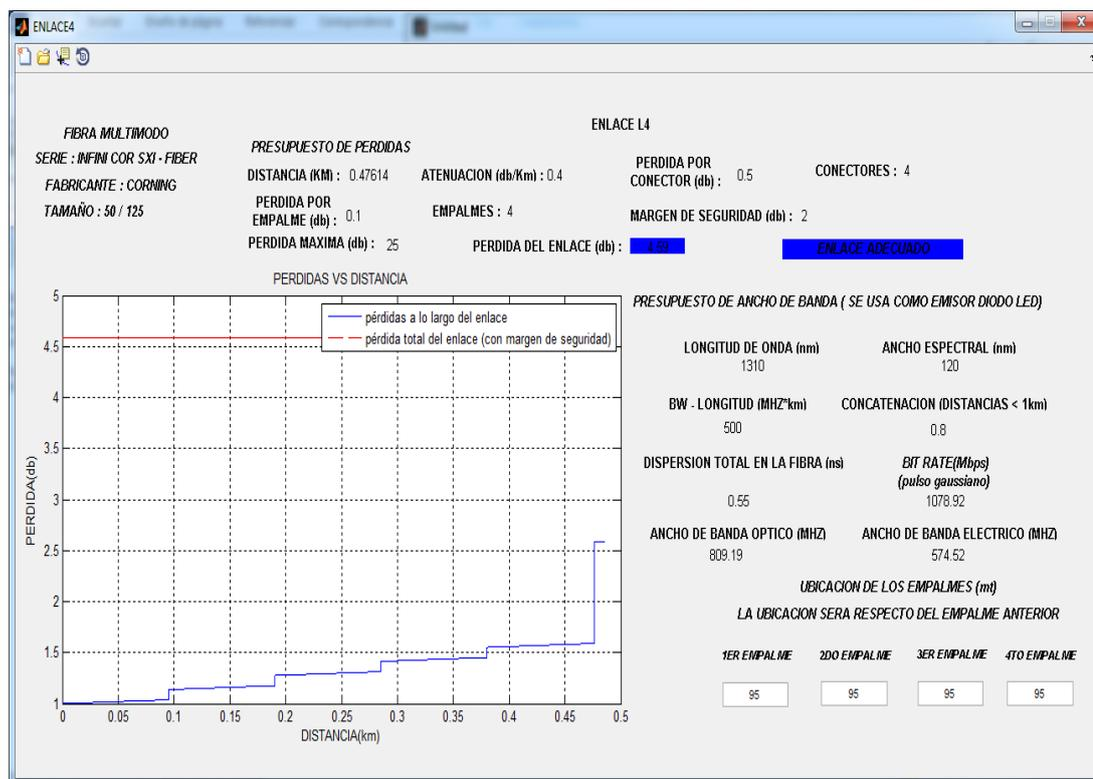 ENLACE4
ENLACE L4
FIBRA MULTIMODO
SERIE : INFINI COR SXI - FIBER
FABRICANTE : CORNING
TAMAÑO : 50 / 125
PRESUPUESTO DE PERDIDAS
DISTANCIA (KM) : 0.47614
ATENUACION (db/Km) : 0.4
PERDIDA POR
CONECTOR (db) : 0.5
CONECTORES : 4
PERDIDA POR
EMPALME (db) : 0.1
EMPALMES : 4
MARGEN DE SEGURIDAD (db) : 2
PERDIDA MAXIMA (db) : 25
PERDIDA DEL ENLACE (db) : 4.59
ENLACE ADECUADO
PERDIDAS VS DISTANCIA
pérdidas a lo largo del enlace
pérdida total del enlace (con margen de seguridad)
5
4.5
4
3.5
3
2.5
2
1.5
1
PERDIDA(db)
0 0.05 0.1 0.15 0.2 0.25 0.3 0.35 0.4 0.45 0.5
DISTANCIA(km)
PRESUPUESTO DE ANCHO DE BANDA ( SE USA COMO EMISOR DIODO LED)
LONGITUD DE ONDA (nm)
1310
ANCHO ESPECTRAL (nm)
120
BW - LONGITUD (MHZ*km)
500
CONCATENACION (DISTANCIAS < 1km)
0.8
DISPERSION TOTAL EN LA FIBRA (ns)
0.55
BIT RATE(Mbps)
(pulso gaussiano)
1078.92
ANCHO DE BANDA OPTICO (MHZ)
809.19
ANCHO DE BANDA ELECTRICO (MHZ)
574.52
UBICACION DE LOS EMPALMES (mt)
LA UBICACION SERA RESPECTO DEL EMPALME ANTERIOR
1ER EMPALME 2DO EMPALME 3ER EMPALME 4TO EMPALME
95 95 95 95